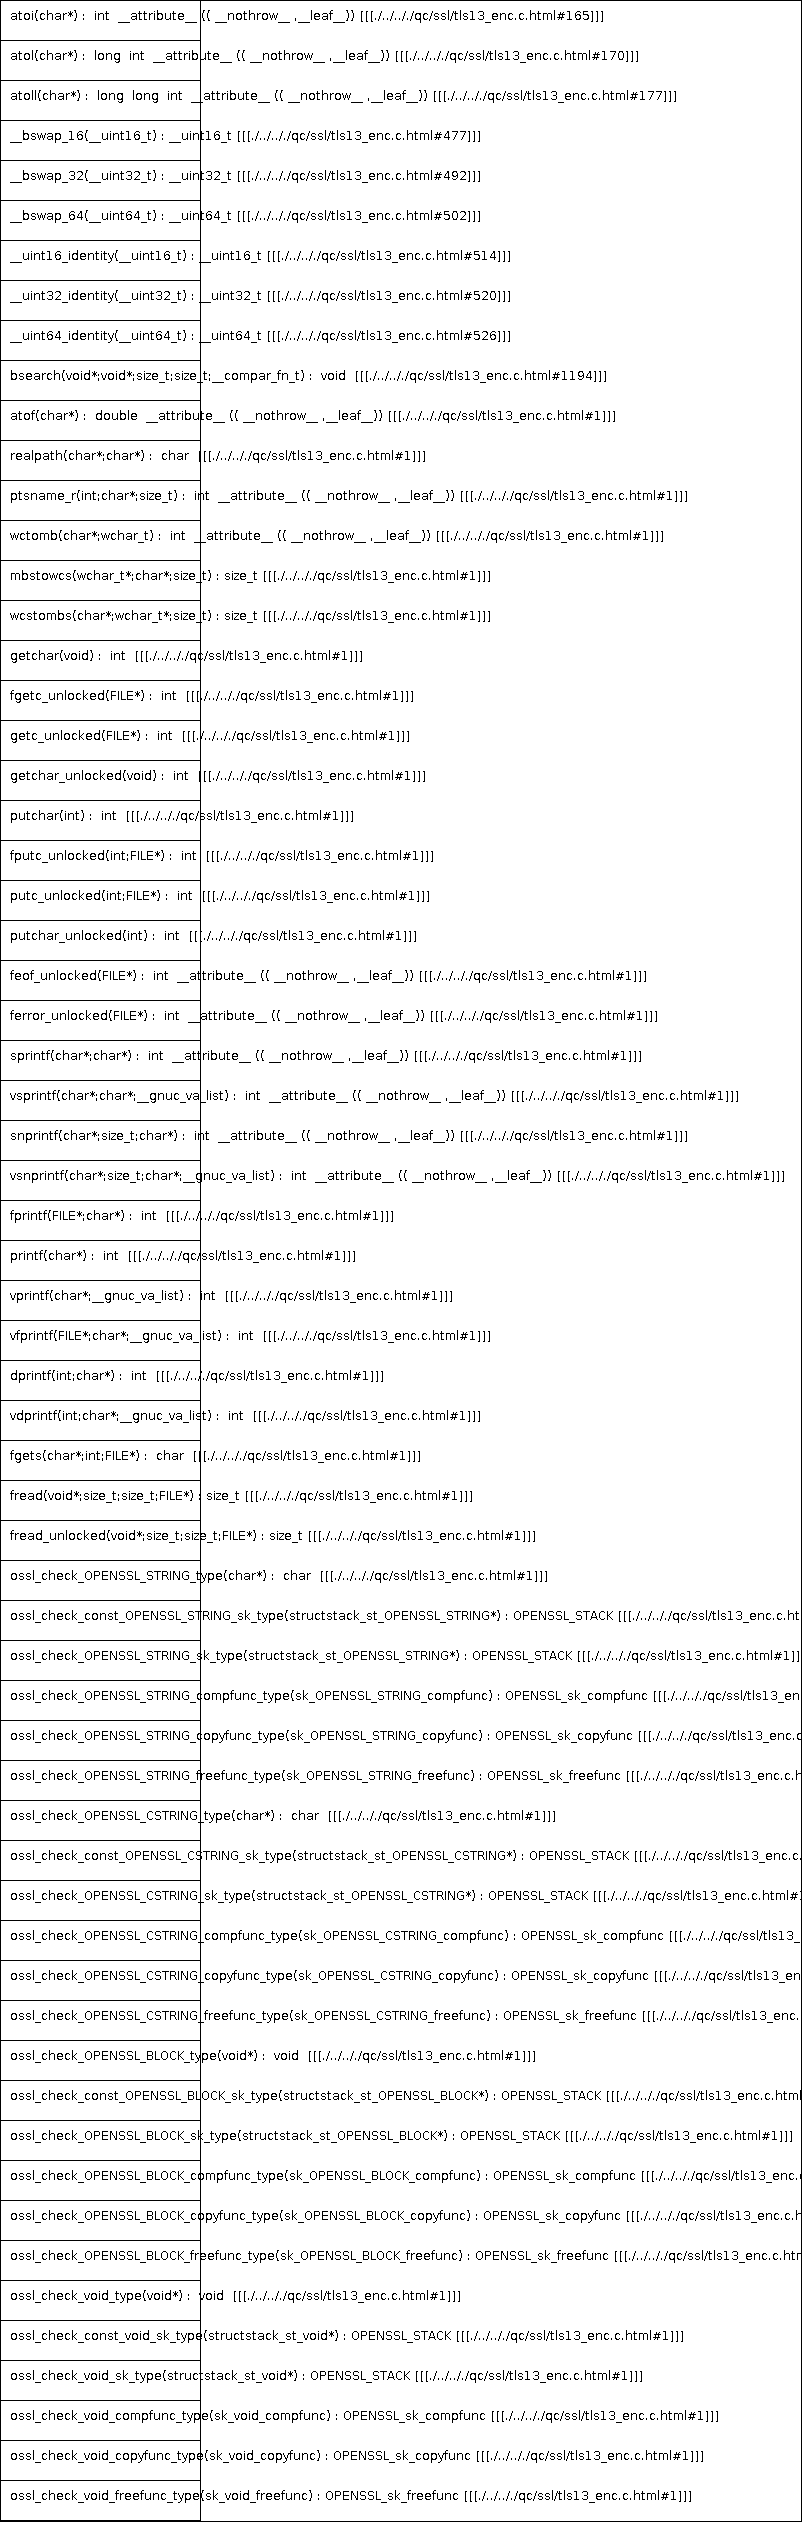 atoi(char*) :  int  __attribute__ (( __nothrow__ ,__leaf__)) [[[./../../../qc/ssl/tls13_enc.c.html#165]]]
atol(char*) :  long  int  __attribute__ (( __nothrow__ ,__leaf__)) [[[./../../../qc/ssl/tls13_enc.c.html#170]]]
atoll(char*) :  long  long  int  __attribute__ (( __nothrow__ ,__leaf__)) [[[./../../../qc/ssl/tls13_enc.c.html#177]]]
__bswap_16(__uint16_t) : __uint16_t [[[./../../../qc/ssl/tls13_enc.c.html#477]]]
__bswap_32(__uint32_t) : __uint32_t [[[./../../../qc/ssl/tls13_enc.c.html#492]]]
__bswap_64(__uint64_t) : __uint64_t [[[./../../../qc/ssl/tls13_enc.c.html#502]]]
__uint16_identity(__uint16_t) : __uint16_t [[[./../../../qc/ssl/tls13_enc.c.html#514]]]
__uint32_identity(__uint32_t) : __uint32_t [[[./../../../qc/ssl/tls13_enc.c.html#520]]]
__uint64_identity(__uint64_t) : __uint64_t [[[./../../../qc/ssl/tls13_enc.c.html#526]]]
bsearch(void*;void*;size_t;size_t;__compar_fn_t) :  void  [[[./../../../qc/ssl/tls13_enc.c.html#1194]]]
atof(char*) :  double  __attribute__ (( __nothrow__ ,__leaf__)) [[[./../../../qc/ssl/tls13_enc.c.html#1]]]
realpath(char*;char*) :  char  [[[./../../../qc/ssl/tls13_enc.c.html#1]]]
ptsname_r(int;char*;size_t) :  int  __attribute__ (( __nothrow__ ,__leaf__)) [[[./../../../qc/ssl/tls13_enc.c.html#1]]]
wctomb(char*;wchar_t) :  int  __attribute__ (( __nothrow__ ,__leaf__)) [[[./../../../qc/ssl/tls13_enc.c.html#1]]]
mbstowcs(wchar_t*;char*;size_t) : size_t [[[./../../../qc/ssl/tls13_enc.c.html#1]]]
wcstombs(char*;wchar_t*;size_t) : size_t [[[./../../../qc/ssl/tls13_enc.c.html#1]]]
getchar(void) :  int  [[[./../../../qc/ssl/tls13_enc.c.html#1]]]
fgetc_unlocked(FILE*) :  int  [[[./../../../qc/ssl/tls13_enc.c.html#1]]]
getc_unlocked(FILE*) :  int  [[[./../../../qc/ssl/tls13_enc.c.html#1]]]
getchar_unlocked(void) :  int  [[[./../../../qc/ssl/tls13_enc.c.html#1]]]
putchar(int) :  int  [[[./../../../qc/ssl/tls13_enc.c.html#1]]]
fputc_unlocked(int;FILE*) :  int  [[[./../../../qc/ssl/tls13_enc.c.html#1]]]
putc_unlocked(int;FILE*) :  int  [[[./../../../qc/ssl/tls13_enc.c.html#1]]]
putchar_unlocked(int) :  int  [[[./../../../qc/ssl/tls13_enc.c.html#1]]]
feof_unlocked(FILE*) :  int  __attribute__ (( __nothrow__ ,__leaf__)) [[[./../../../qc/ssl/tls13_enc.c.html#1]]]
ferror_unlocked(FILE*) :  int  __attribute__ (( __nothrow__ ,__leaf__)) [[[./../../../qc/ssl/tls13_enc.c.html#1]]]
sprintf(char*;char*) :  int  __attribute__ (( __nothrow__ ,__leaf__)) [[[./../../../qc/ssl/tls13_enc.c.html#1]]]
vsprintf(char*;char*;__gnuc_va_list) :  int  __attribute__ (( __nothrow__ ,__leaf__)) [[[./../../../qc/ssl/tls13_enc.c.html#1]]]
snprintf(char*;size_t;char*) :  int  __attribute__ (( __nothrow__ ,__leaf__)) [[[./../../../qc/ssl/tls13_enc.c.html#1]]]
vsnprintf(char*;size_t;char*;__gnuc_va_list) :  int  __attribute__ (( __nothrow__ ,__leaf__)) [[[./../../../qc/ssl/tls13_enc.c.html#1]]]
fprintf(FILE*;char*) :  int  [[[./../../../qc/ssl/tls13_enc.c.html#1]]]
printf(char*) :  int  [[[./../../../qc/ssl/tls13_enc.c.html#1]]]
vprintf(char*;__gnuc_va_list) :  int  [[[./../../../qc/ssl/tls13_enc.c.html#1]]]
vfprintf(FILE*;char*;__gnuc_va_list) :  int  [[[./../../../qc/ssl/tls13_enc.c.html#1]]]
dprintf(int;char*) :  int  [[[./../../../qc/ssl/tls13_enc.c.html#1]]]
vdprintf(int;char*;__gnuc_va_list) :  int  [[[./../../../qc/ssl/tls13_enc.c.html#1]]]
fgets(char*;int;FILE*) :  char  [[[./../../../qc/ssl/tls13_enc.c.html#1]]]
fread(void*;size_t;size_t;FILE*) : size_t [[[./../../../qc/ssl/tls13_enc.c.html#1]]]
fread_unlocked(void*;size_t;size_t;FILE*) : size_t [[[./../../../qc/ssl/tls13_enc.c.html#1]]]
ossl_check_OPENSSL_STRING_type(char*) :  char  [[[./../../../qc/ssl/tls13_enc.c.html#1]]]
ossl_check_const_OPENSSL_STRING_sk_type(structstack_st_OPENSSL_STRING*) : OPENSSL_STACK [[[./../../../qc/ssl/tls13_enc.c.ht
ossl_check_OPENSSL_STRING_sk_type(structstack_st_OPENSSL_STRING*) : OPENSSL_STACK [[[./../../../qc/ssl/tls13_enc.c.html#1]]
ossl_check_OPENSSL_STRING_compfunc_type(sk_OPENSSL_STRING_compfunc) : OPENSSL_sk_compfunc [[[./../../../qc/ssl/tls13_en
ossl_check_OPENSSL_STRING_copyfunc_type(sk_OPENSSL_STRING_copyfunc) : OPENSSL_sk_copyfunc [[[./../../../qc/ssl/tls13_enc.c
ossl_check_OPENSSL_STRING_freefunc_type(sk_OPENSSL_STRING_freefunc) : OPENSSL_sk_freefunc [[[./../../../qc/ssl/tls13_enc.c.h
ossl_check_OPENSSL_CSTRING_type(char*) :  char  [[[./../../../qc/ssl/tls13_enc.c.html#1]]]
ossl_check_const_OPENSSL_CSTRING_sk_type(structstack_st_OPENSSL_CSTRING*) : OPENSSL_STACK [[[./../../../qc/ssl/tls13_enc.c.
ossl_check_OPENSSL_CSTRING_sk_type(structstack_st_OPENSSL_CSTRING*) : OPENSSL_STACK [[[./../../../qc/ssl/tls13_enc.c.html#1
ossl_check_OPENSSL_CSTRING_compfunc_type(sk_OPENSSL_CSTRING_compfunc) : OPENSSL_sk_compfunc [[[./../../../qc/ssl/tls13_
ossl_check_OPENSSL_CSTRING_copyfunc_type(sk_OPENSSL_CSTRING_copyfunc) : OPENSSL_sk_copyfunc [[[./../../../qc/ssl/tls13_en
ossl_check_OPENSSL_CSTRING_freefunc_type(sk_OPENSSL_CSTRING_freefunc) : OPENSSL_sk_freefunc [[[./../../../qc/ssl/tls13_enc.
ossl_check_OPENSSL_BLOCK_type(void*) :  void  [[[./../../../qc/ssl/tls13_enc.c.html#1]]]
ossl_check_const_OPENSSL_BLOCK_sk_type(structstack_st_OPENSSL_BLOCK*) : OPENSSL_STACK [[[./../../../qc/ssl/tls13_enc.c.html
ossl_check_OPENSSL_BLOCK_sk_type(structstack_st_OPENSSL_BLOCK*) : OPENSSL_STACK [[[./../../../qc/ssl/tls13_enc.c.html#1]]]
ossl_check_OPENSSL_BLOCK_compfunc_type(sk_OPENSSL_BLOCK_compfunc) : OPENSSL_sk_compfunc [[[./../../../qc/ssl/tls13_enc.c
ossl_check_OPENSSL_BLOCK_copyfunc_type(sk_OPENSSL_BLOCK_copyfunc) : OPENSSL_sk_copyfunc [[[./../../../qc/ssl/tls13_enc.c.h
ossl_check_OPENSSL_BLOCK_freefunc_type(sk_OPENSSL_BLOCK_freefunc) : OPENSSL_sk_freefunc [[[./../../../qc/ssl/tls13_enc.c.htm
ossl_check_void_type(void*) :  void  [[[./../../../qc/ssl/tls13_enc.c.html#1]]]
ossl_check_const_void_sk_type(structstack_st_void*) : OPENSSL_STACK [[[./../../../qc/ssl/tls13_enc.c.html#1]]]
ossl_check_void_sk_type(structstack_st_void*) : OPENSSL_STACK [[[./../../../qc/ssl/tls13_enc.c.html#1]]]
ossl_check_void_compfunc_type(sk_void_compfunc) : OPENSSL_sk_compfunc [[[./../../../qc/ssl/tls13_enc.c.html#1]]]
ossl_check_void_copyfunc_type(sk_void_copyfunc) : OPENSSL_sk_copyfunc [[[./../../../qc/ssl/tls13_enc.c.html#1]]]
ossl_check_void_freefunc_type(sk_void_freefunc) : OPENSSL_sk_freefunc [[[./../../../qc/ssl/tls13_enc.c.html#1]]]